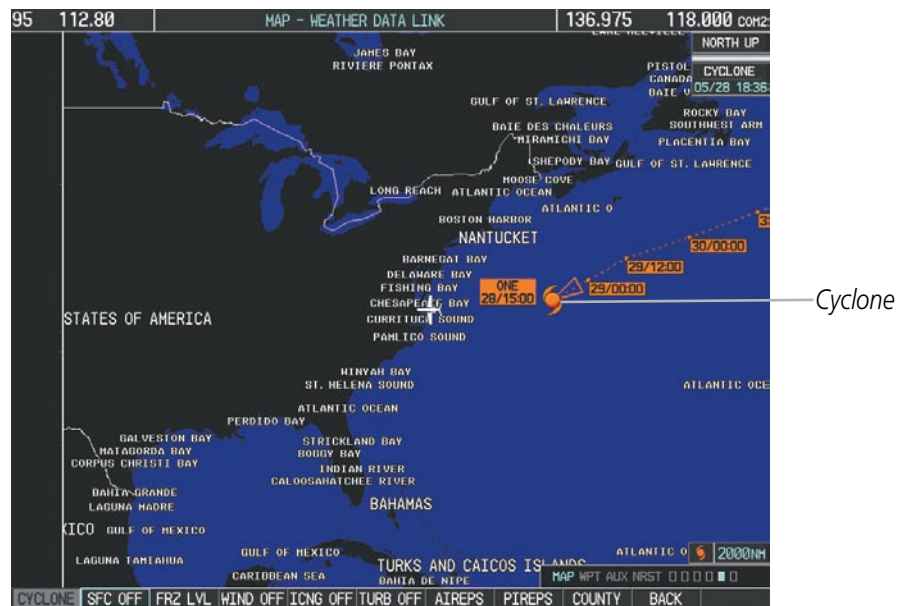 95 112.80 MAP – WEATHER DATA LINK 136.975 118.000 COM2
NORTH UP
JAMES BAY
RIVIERE PONTAX
PISTOL
CYCLONE
CANADA
BAIE V
05/28 18:36
GULF OF ST. LAWRENCE
ROCKY BAY
BAIE DES CHALEURS
SOUTHWEST ARM
MIRAMICHI BAY
PLACENTIA BAY
SHEPODY BAY
GULF OF ST. LAWRENCE
MOOSE COVE
LONG REACH
ATLANTIC OCEAN
ATLANTIC O
BOSTON HARBOR
NANTUCKET
30/00:00
BARNEGAT BAY
29/12:00
DELAWARE BAY
FISHING BAY
ONE
28/15:00
29/00:00
CHESAPEAKE BAY
Cyclone
STATES OF AMERICA
CURRITUCK SOUND
PAMLICO SOUND
WINYAH BAY
ST. HELENA SOUND
ATLANTIC OCE
ATLANTIC OCEAN
PERDIDO BAY
GALVESTON BAY
STRICKLAND BAY
MATAGORDA BAY
BOGGY BAY
CORPUS CHRISTI BAY
INDIAN RIVER
CALOOSAHATCHEE RIVER
BAHIA GRANDE
LAGUNA MADRE
BAHAMAS
XICO
GULF OF MEXICO
GULF OF MEXICO
ATLANTIC O
2000NM
LAGUNA TAMIAHUA
TURKS AND CAICOS ISLANDS
CARIBBEAN SEA
BAHIA DE NIPE
MAP WPT AUX NRST
CYCLONE SFC OFF FRZ LVL WIND OFF ICNG OFF TURB OFF AIREPS PIREPS COUNTY BACK